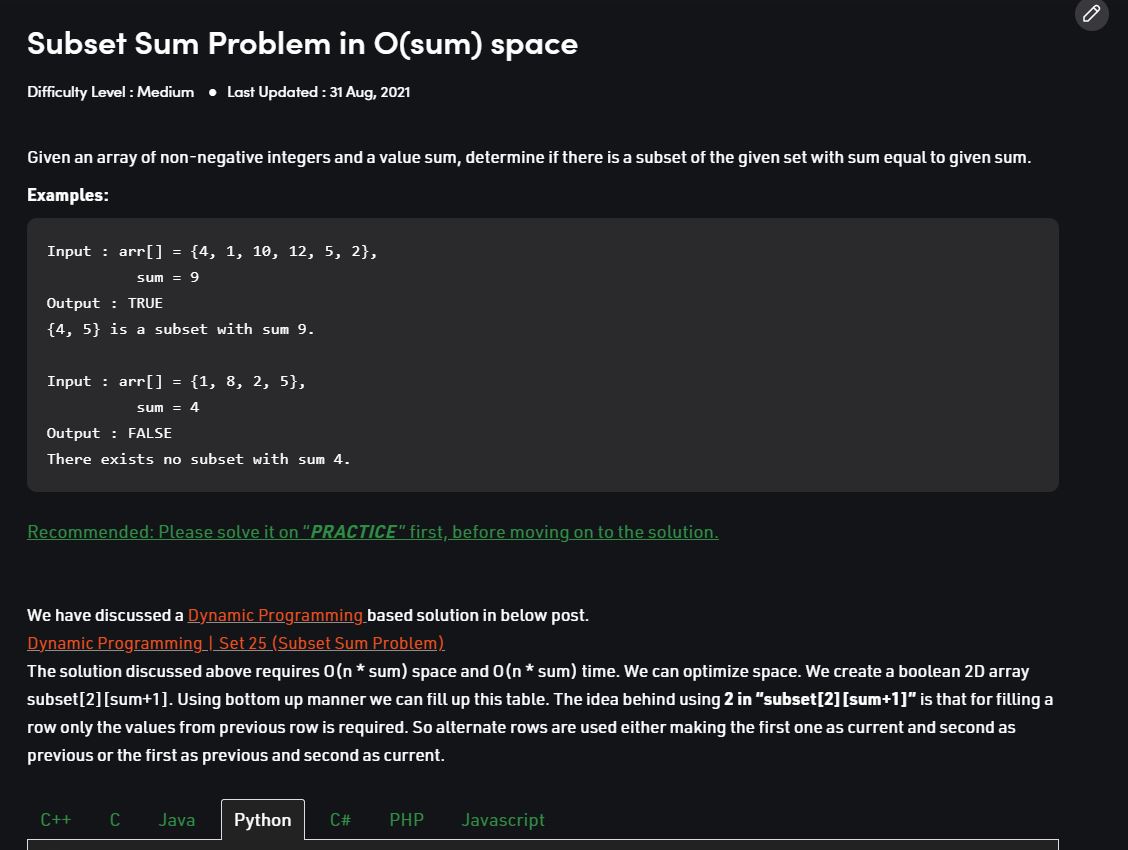 Subset Sum Problem in O(sum) space
Difficulty Level : Medium ● Last Updated : 31 Aug, 2021
Given an array of non-negative integers and a value sum, determine if there is a subset of the given set with sum equal to given sum.
Examples:
Input : arr[] = {4, 1, 10, 12, 5, 2},
sum = 9
Output : TRUE
{4, 5} is a subset with sum 9.
Input : arr[] = {1, 8, 2, 5},
sum = 4
Output : FALSE
There exists no subset with sum 4.
Recommended: Please solve it on “PRACTICE” first, before moving on to the solution.
We have discussed a Dynamic Programming based solution in below post.
Dynamic Programming | Set 25 (Subset Sum Problem)
The solution discussed above requires O(n * sum) space and O(n * sum) time. We can optimize space. We create a boolean 2D array
subset[2][sum+1]. Using bottom up manner we can fill up this table. The idea behind using 2 in “subset[2][sum+1]” is that for filling a
row only the values from previous row is required. So alternate rows are used either making the first one as current and second as
previous or the first as previous and second as current.
C++ C Java Python C# PHP Javascript